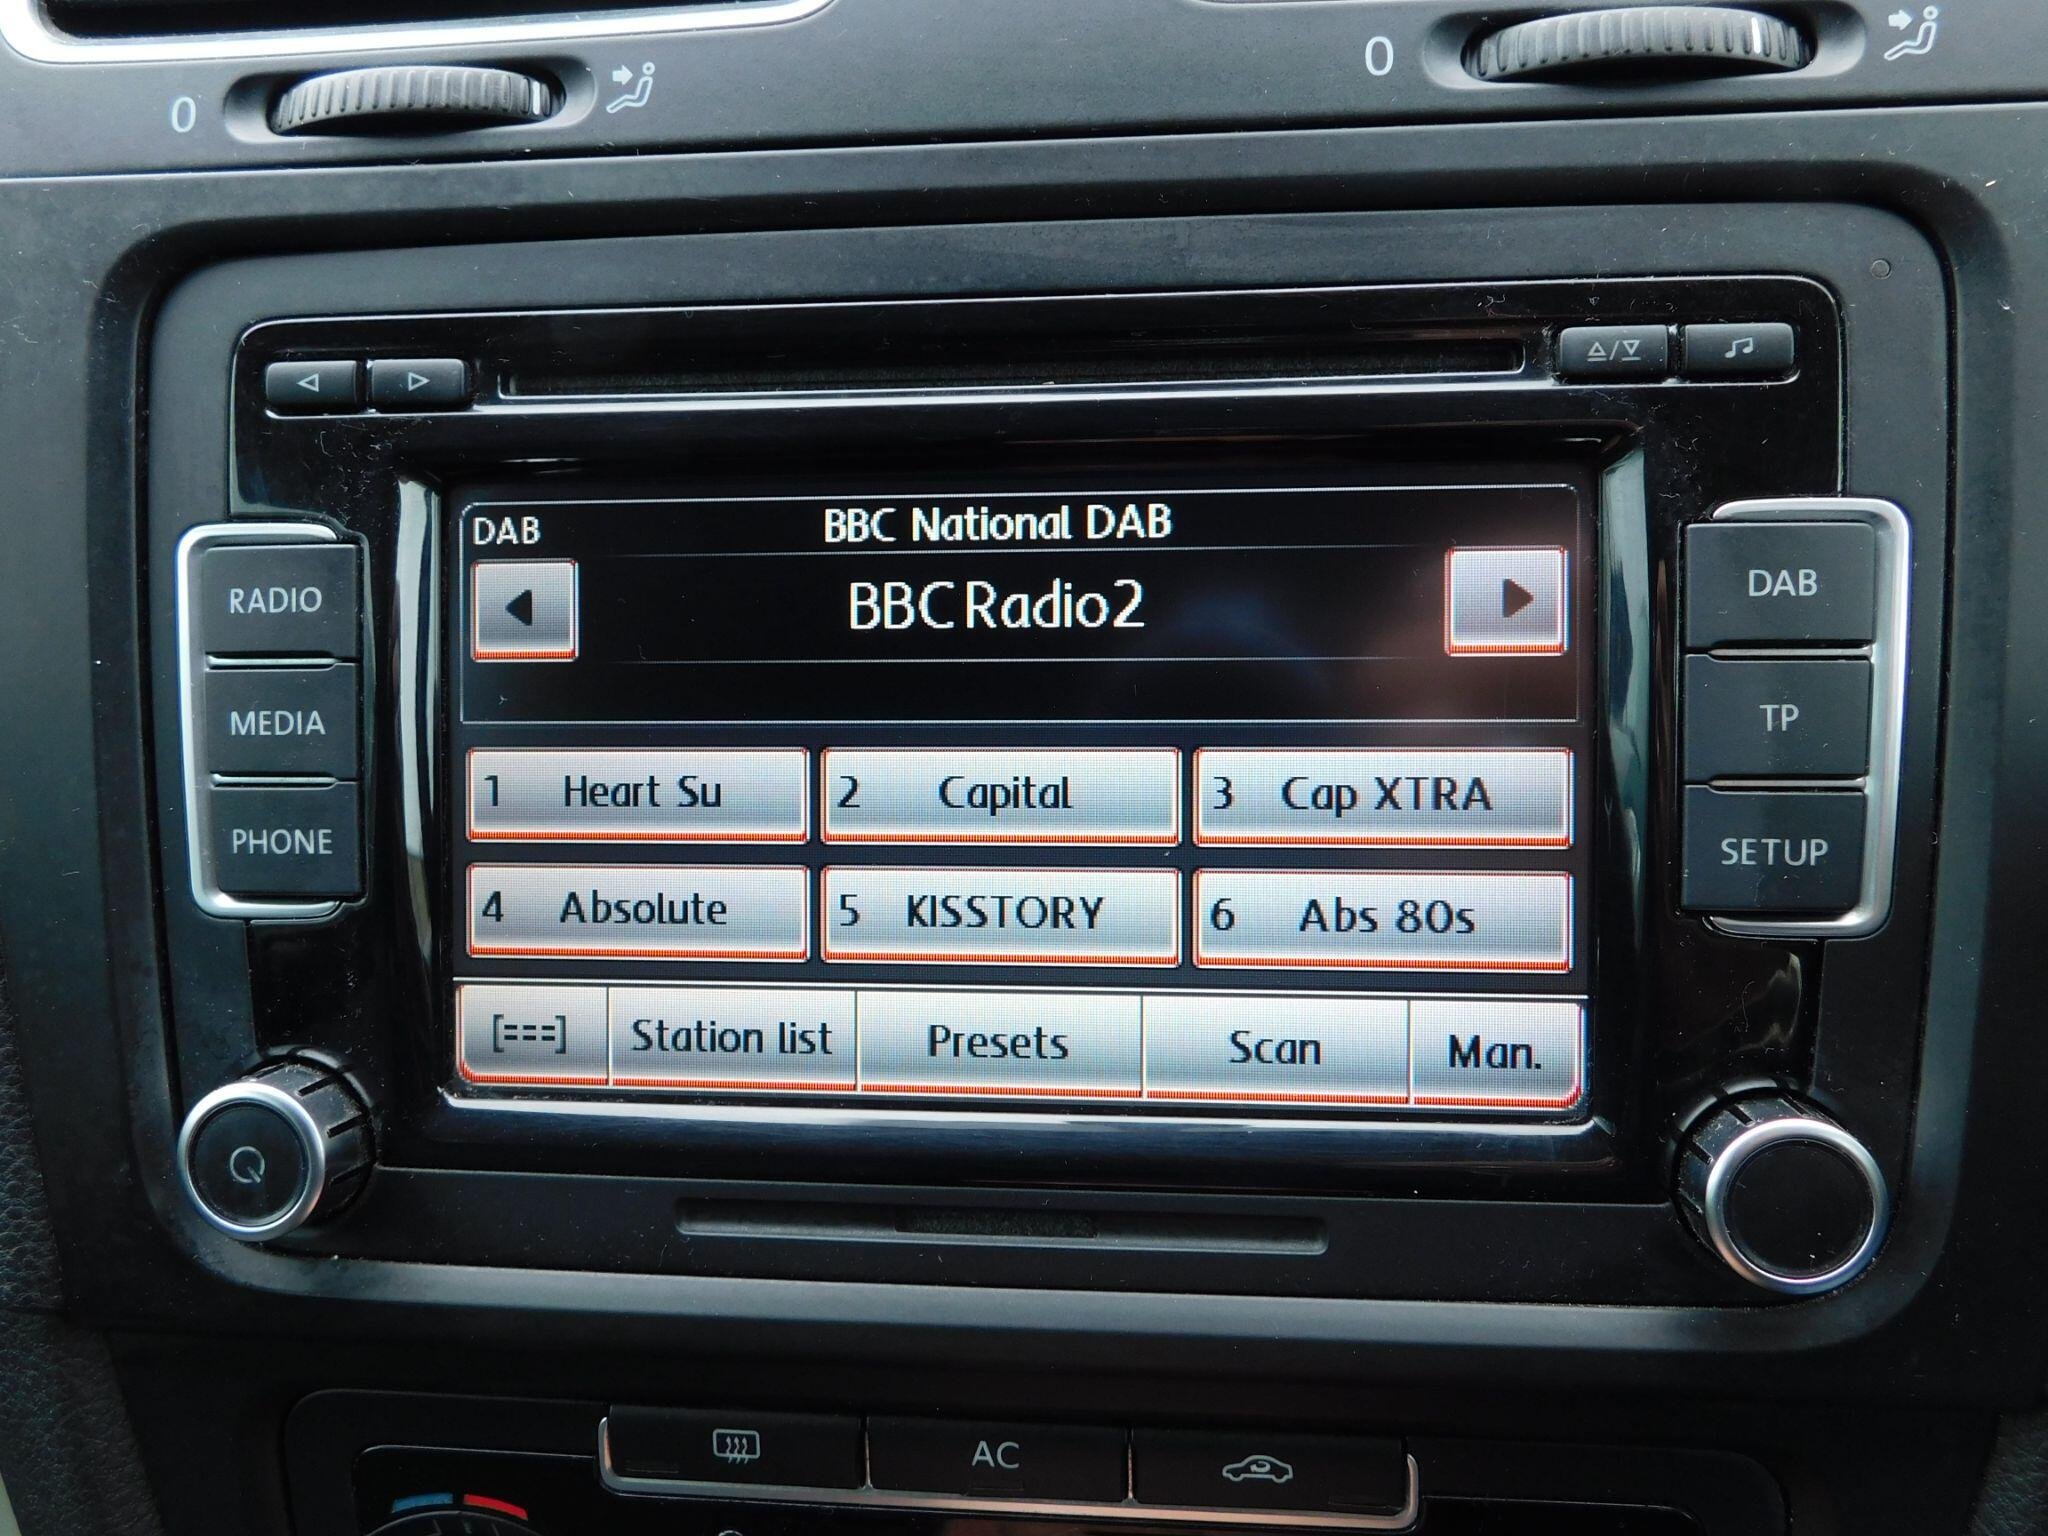 0
0
DAB
BBC National DAB
BBC Radio2
RADIO
MEDIA
PHONE
DAB
TP
SETUP
1 Heart Su
2 Capital
3 Cap XTRA
4 Absolute
5 KISSTORY
6 Abs 80s
[===]
Station list
Presets
Scan
Man.
AC